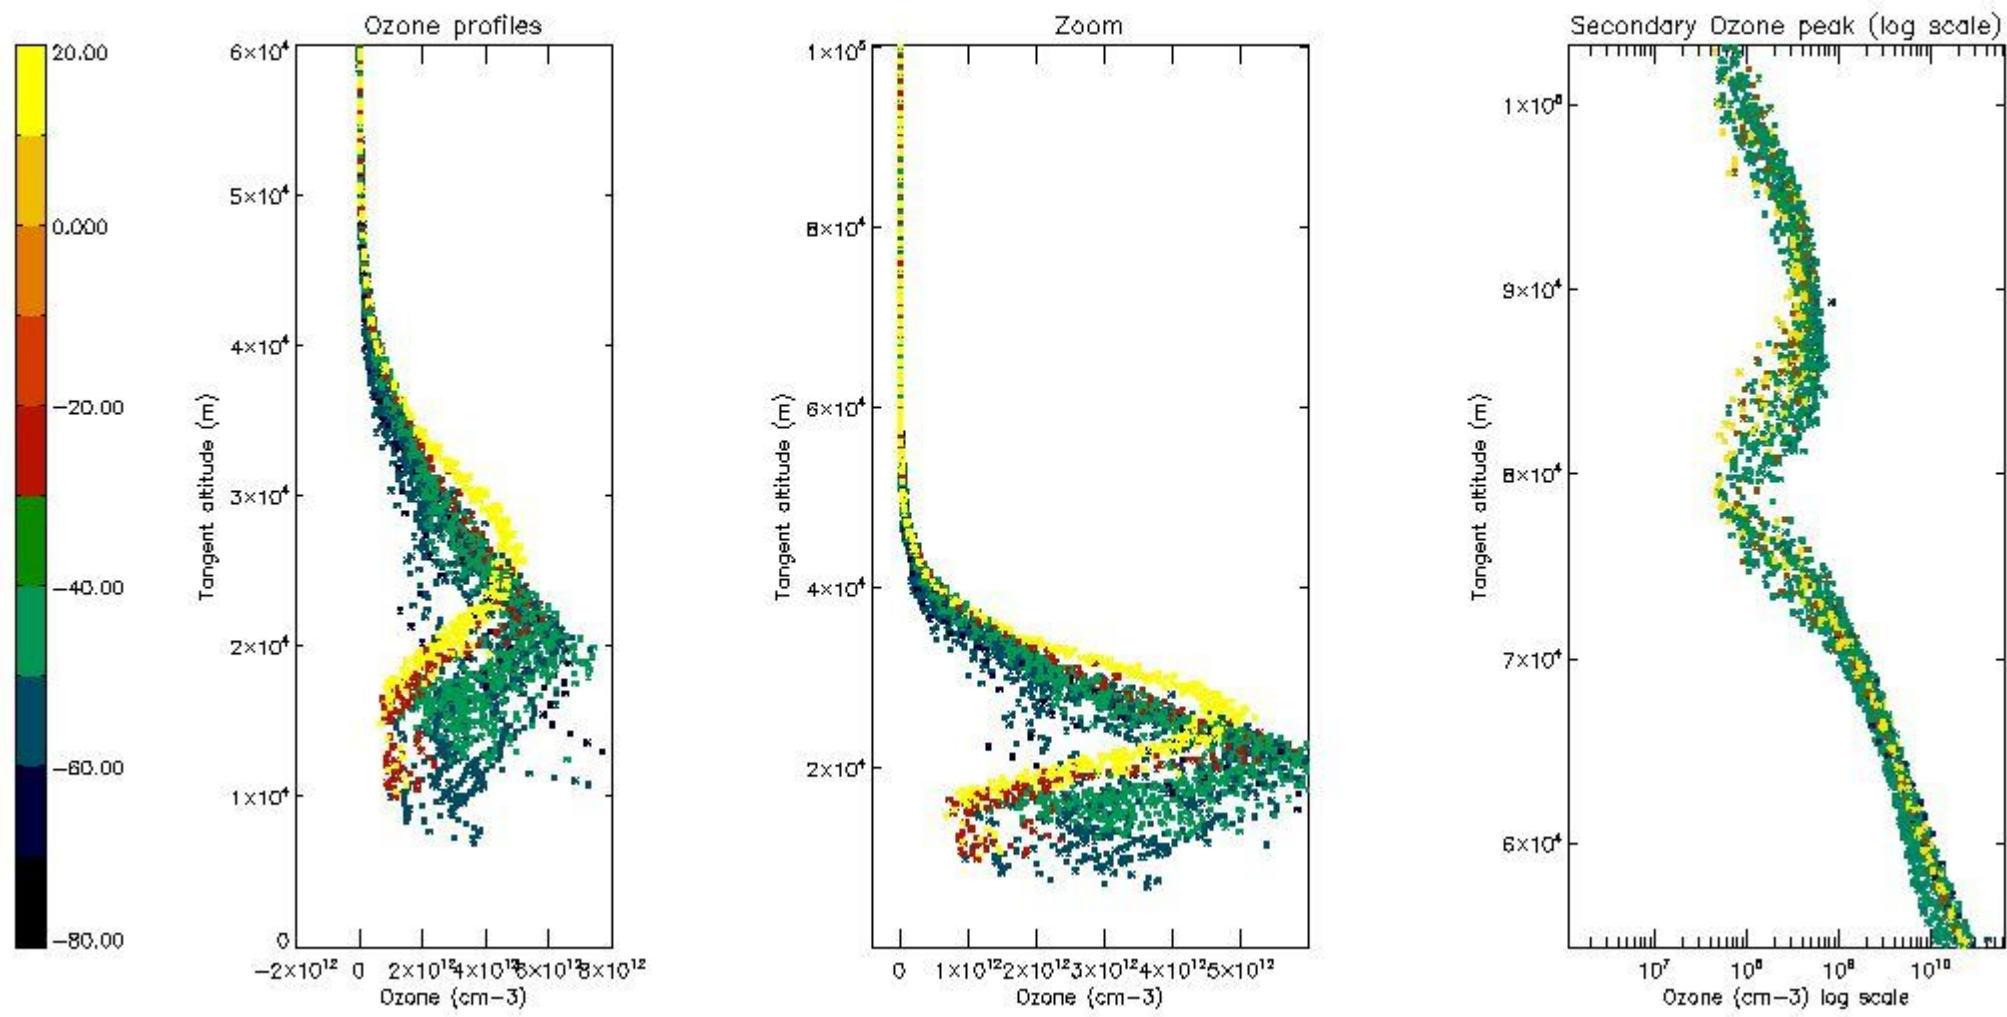 Ozone profiles
Zoom
Secondary Ozone peak (log scale)
20.00
0.000
−20.00
−40.00
−60.00
−80.00
6×10⁴
5×10⁴
4×10⁴
3×10⁴
2×10⁴
1×10⁴
0
Tangent altitude (m)
−2×10¹² 0 2×10¹² 4×10¹² 6×10¹² 8×10¹²
Ozone (cm−3)
1×10⁵
8×10⁴
6×10⁴
4×10⁴
2×10⁴
Tangent altitude (m)
0 1×10¹² 2×10¹² 3×10¹² 4×10¹² 5×10¹²
Ozone (cm−3)
9×10⁴
8×10⁴
7×10⁴
6×10⁴
Tangent altitude (m)
10⁷ 10⁸ 10⁹ 10¹⁰
Ozone (cm−3) log scale